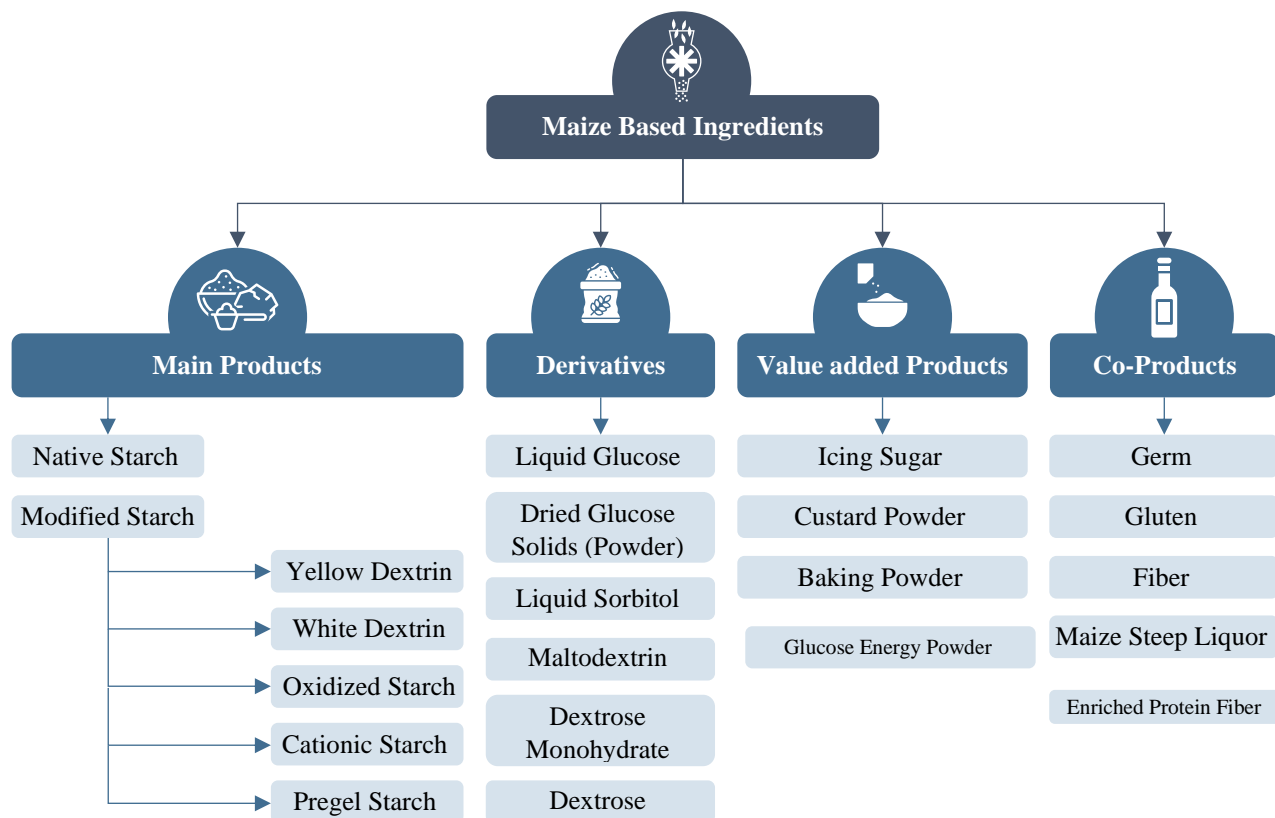 Maize Based Ingredients
Main Products
Native Starch
Modified Starch
Yellow Dextrin
White Dextrin
Oxidized Starch
Cationic Starch
Pregel Starch
Derivatives
Liquid Glucose
Dried Glucose
Solids (Powder)
Liquid Sorbitol
Maltodextrin
Dextrose
Monohydrate
Dextrose
Value added Products
Icing Sugar
Custard Powder
Baking Powder
Glucose Energy Powder
Co-Products
Germ
Gluten
Fiber
Maize Steep Liquor
Enriched Protein Fiber